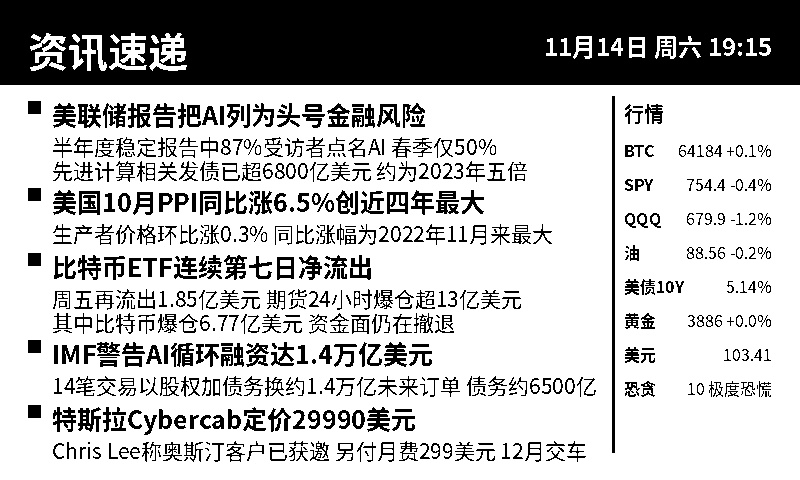 资讯速递
11月14日 周六 19:15
美联储报告把AI列为头号金融风险
半年度稳定报告中87%受访者点名AI 春季仅50%
先进计算相关发债已超6800亿美元 约为2023年五倍
美国10月PPI同比涨6.5%创近四年最大
生产者价格环比涨0.3% 同比涨幅为2022年11月来最大
比特币ETF连续第七日净流出
周五再流出1.85亿美元 期货24小时爆仓超13亿美元
其中比特币爆仓6.77亿美元 资金面仍在撤退
IMF警告AI循环融资达1.4万亿美元
14笔交易以股权加债务换约1.4万亿未来订单 债务约6500亿
特斯拉Cybercab定价29990美元
Chris Lee称奥斯汀客户已获邀 另付月费299美元 12月交车
行情
BTC 64184 +0.1%
SPY 754.4 -0.4%
QQQ 679.9 -1.2%
油 88.56 -0.2%
美债10Y 5.14%
黄金 3886 +0.0%
美元 103.41
恐贪 10 极度恐慌